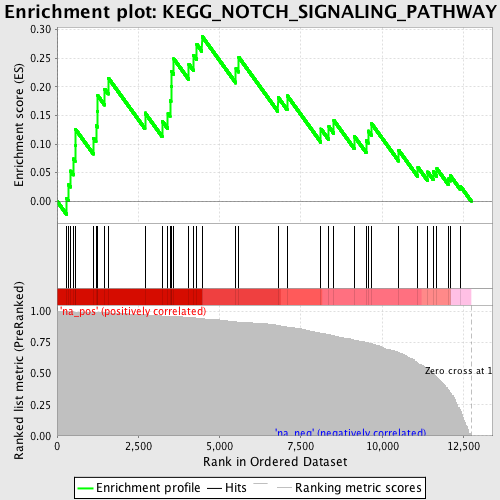 Enrichment plot: KEGG_NOTCH_SIGNALING_PATHWAY
Enrichment score (ES)
0.30
0.25
0.20
0.15
0.10
0.05
0.00
Ranked list metric (PreRanked)
1.00
0.75
0.50
0.25
0.00
'na_pos' (positively correlated)
Zero cross at 1
'na_neg' (negatively correlated)
0
2,500
5,000
7,500
10,000
12,500
Rank in Ordered Dataset
Enrichment profile
Hits
Ranking metric scores